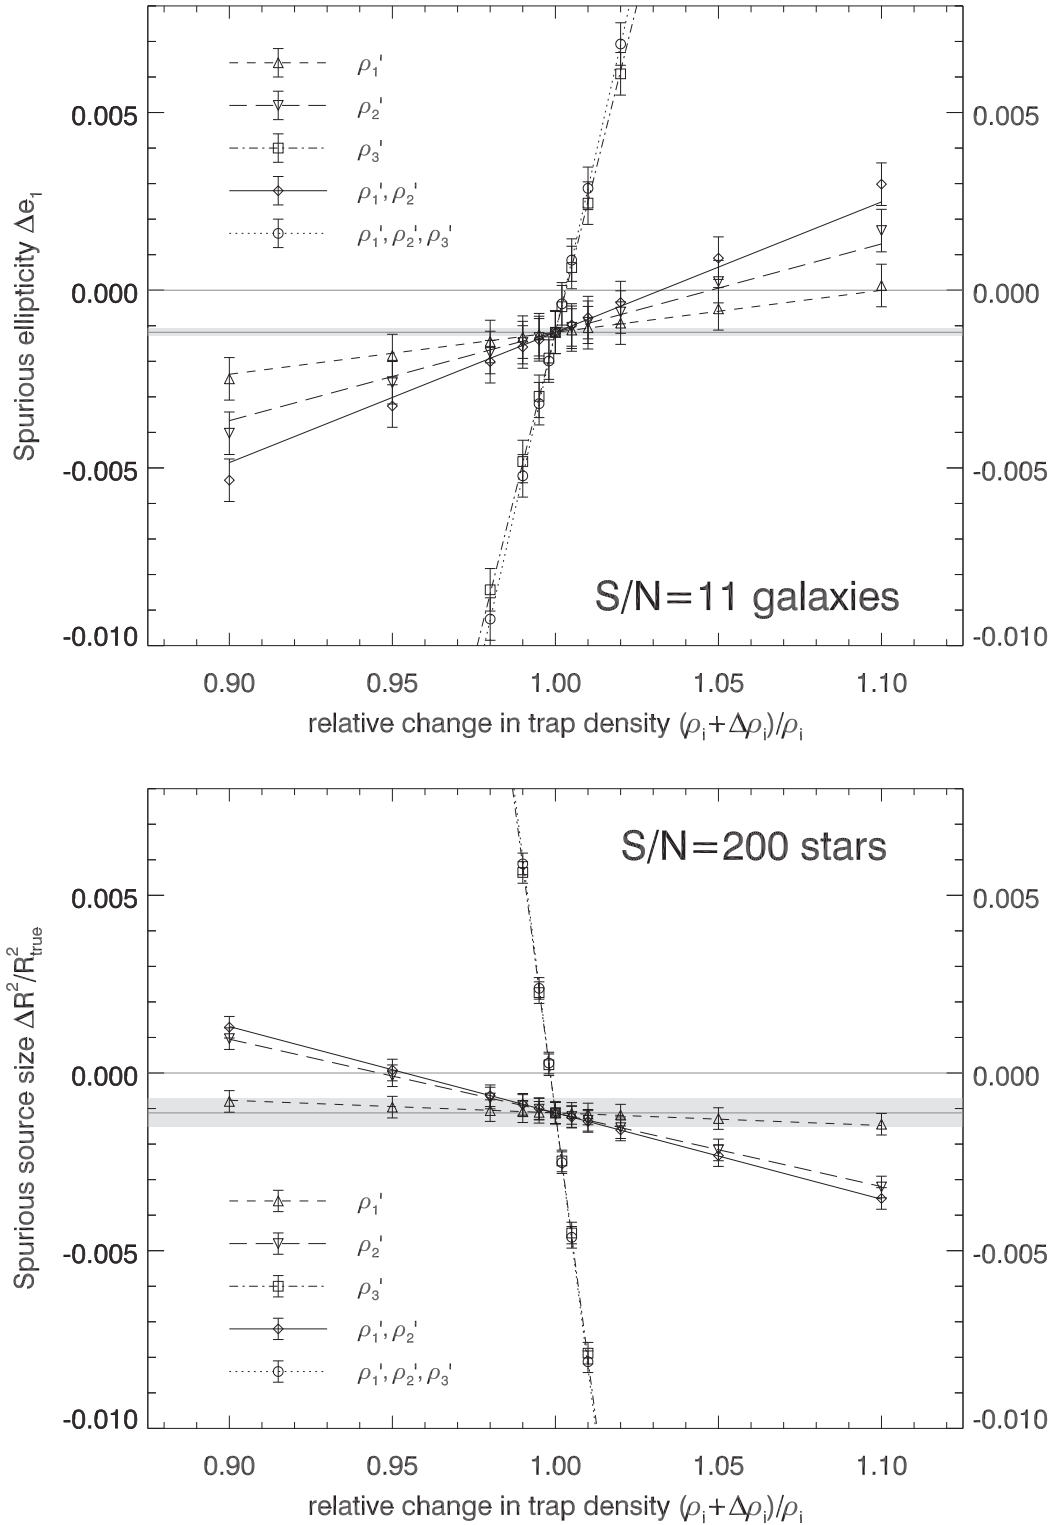 0.005 0.005
0.000 0.000
-0.005 -0.005
-0.010 -0.010
Spurious ellipticity Δe₁
ρ₁'
ρ₂'
ρ₃'
ρ₁', ρ₂'
ρ₁', ρ₂', ρ₃'
S/N=11 galaxies
0.90 0.95 1.00 1.05 1.10
relative change in trap density (ρᵢ+Δρᵢ)/ρᵢ
S/N=200 stars
0.005 0.005
0.000 0.000
-0.005 -0.005
-0.010 -0.010
Spurious source size ΔR²/R²_true
ρ₁'
ρ₂'
ρ₃'
ρ₁', ρ₂'
ρ₁', ρ₂', ρ₃'
0.90 0.95 1.00 1.05 1.10
relative change in trap density (ρᵢ+Δρᵢ)/ρᵢ